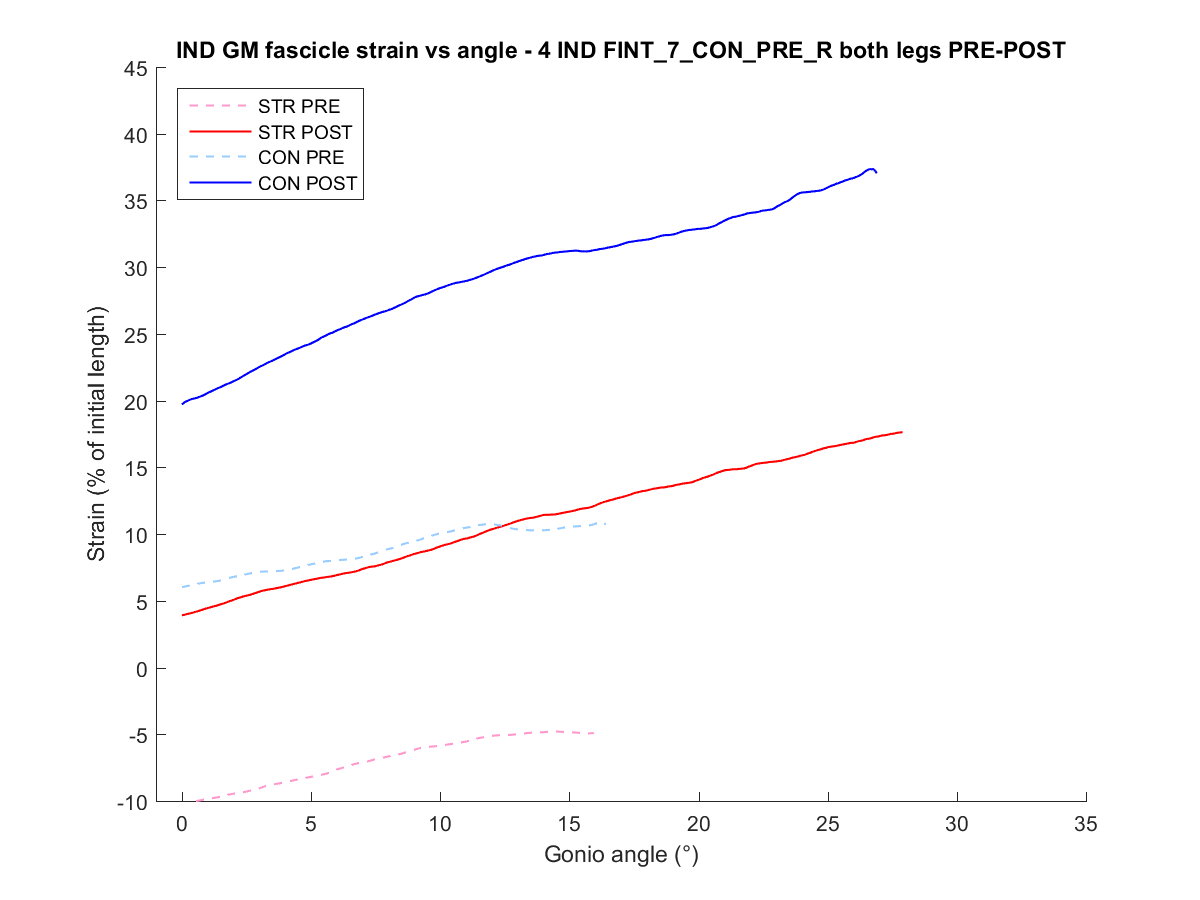 IND GM fascicle strain vs angle - 4 IND FINT_7_CON_PRE_R both legs PRE-POST
45
40
35
30
25
20
15
10
5
0
-5
-10
Strain (% of initial length)
STR PRE
STR POST
CON PRE
CON POST
0 5 10 15 20 25 30 35
Gonio angle (°)